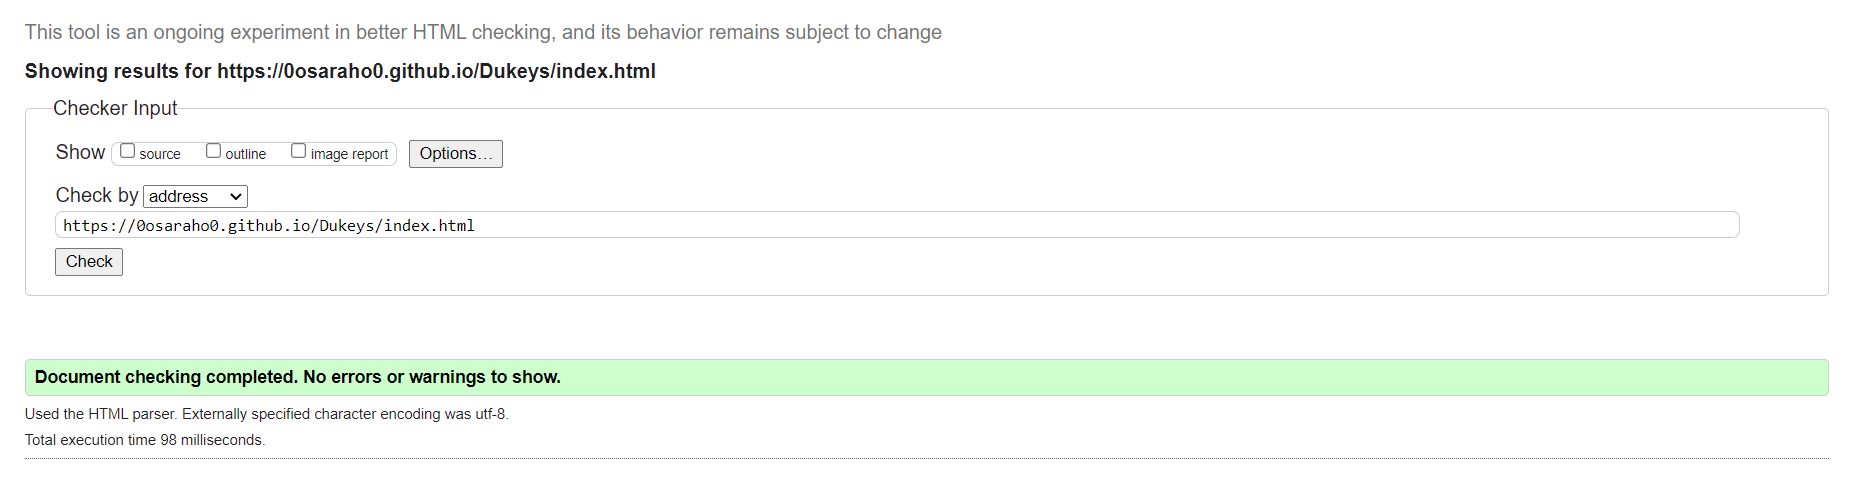 This tool is an ongoing experiment in better HTML checking, and its behavior remains subject to change
Showing results for https://0osaraho0.github.io/Dukeys/index.html
Checker Input
Show source outline image report Options...
Check by address
https://0osaraho0.github.io/Dukeys/index.html
Check
Document checking completed. No errors or warnings to show.
Used the HTML parser. Externally specified character encoding was utf-8.
Total execution time 98 milliseconds.